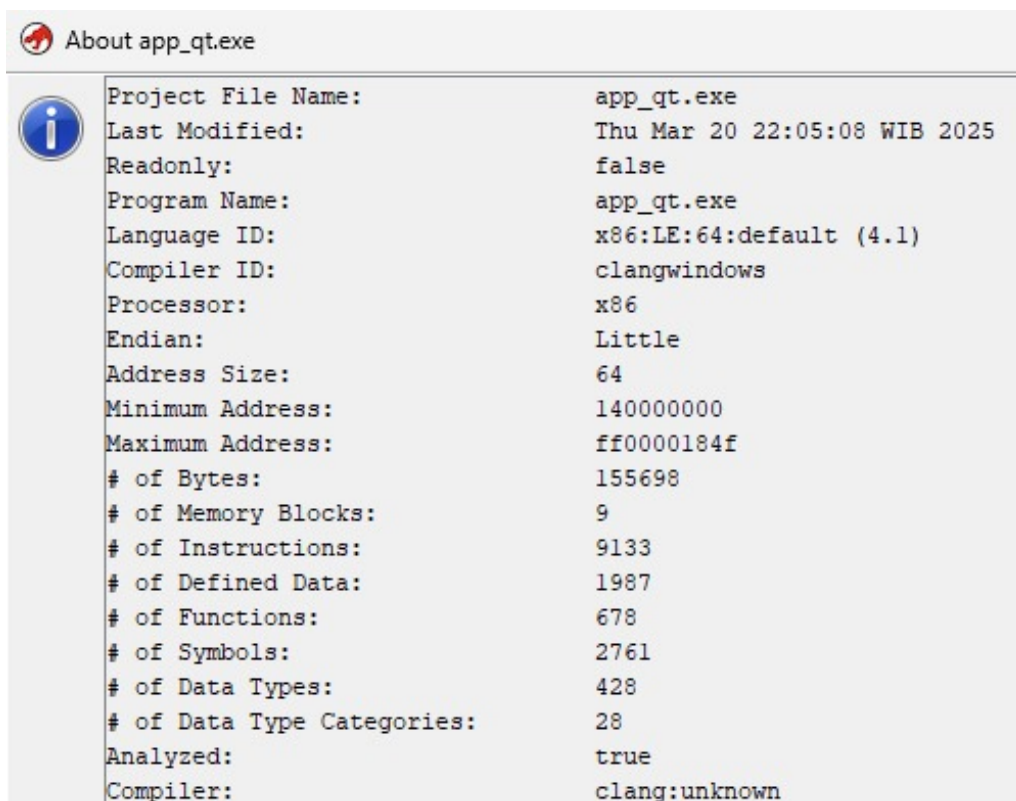 About app_qt.exe
Project File Name: app_qt.exe
Last Modified: Thu Mar 20 22:05:08 WIB 2025
Readonly: false
Program Name: app_qt.exe
Language ID: x86:LE:64:default (4.1)
Compiler ID: clangwindows
Processor: x86
Endian: Little
Address Size: 64
Minimum Address: 140000000
Maximum Address: ff0000184f
# of Bytes: 155698
# of Memory Blocks: 9
# of Instructions: 9133
# of Defined Data: 1987
# of Functions: 678
# of Symbols: 2761
# of Data Types: 428
# of Data Type Categories: 28
Analyzed: true
Compiler: clang:unknown